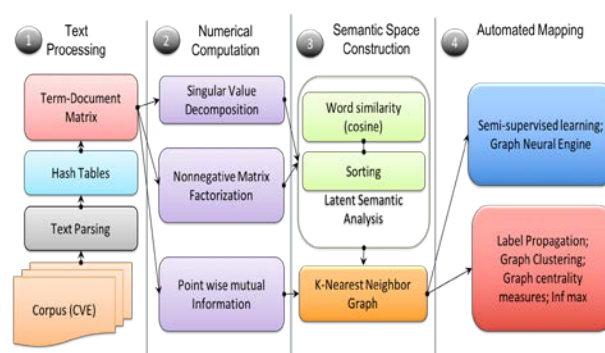 1
Text
Processing
Term-Document
Matrix
Hash Tables
Text Parsing
Corpus (CVE)
2
Numerical
Computation
Singular Value
Decomposition
Nonnegative Matrix
Factorization
Point wise mutual
Information
3
Semantic Space
Construction
Word similarity
(cosine)
Sorting
Latent Semantic
Analysis
K-Nearest Neighbor
Graph
4
Automated Mapping
Semi-supervised learning;
Graph Neural Engine
Label Propagation;
Graph Clustering;
Graph centrality
measures; Inf max